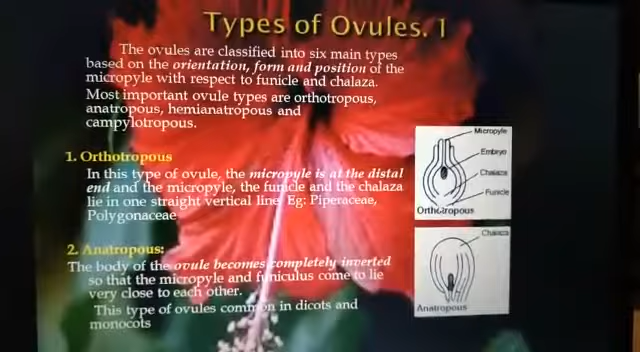 Types of Ovules. 1
The ovules are classified into six main types
based on the orientation, form and position of the
micropyle with respect to funicle and chalaza.
Most important ovule types are orthotropous,
anatropous, hemianatropous and
campylotropous.
1. Orthotropous
In this type of ovule, the micropyle is at the distal
end and the micropyle, the funicle and the chalaza
lie in one straight vertical line. Eg: Piperaceae,
Polygonaceae
2. Anatropous:
The body of the ovule becomes completely inverted
so that the micropyle and funiculus come to lie
very close to each other.
This type of ovules common in dicots and
monocots
Micropyle
Embryo
Chalaza
Funicle
Orthotropous
Chalaza
Anatropous